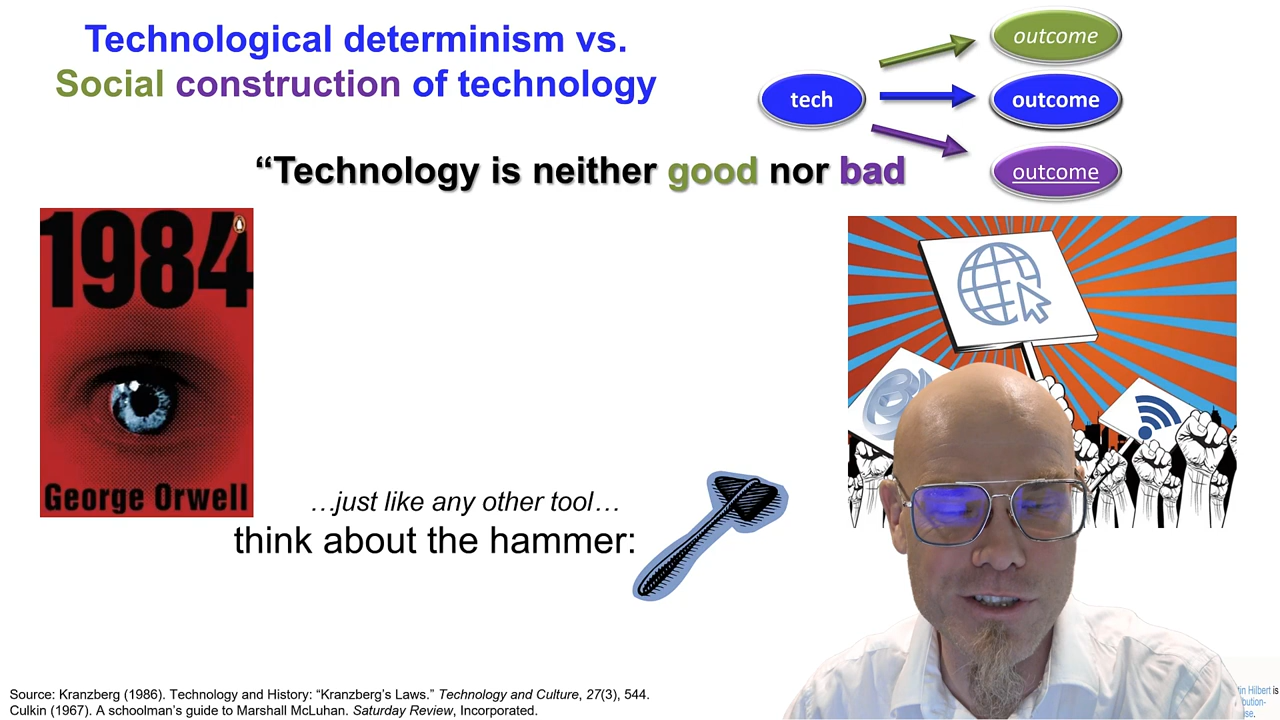 Technological determinism vs.
Social construction of technology
tech
outcome
outcome
outcome
“Technology is neither good nor bad
1984
George Orwell
…just like any other tool…
think about the hammer:
Source: Kranzberg (1986). Technology and History: “Kranzberg’s Laws.” Technology and Culture, 27(3), 544.
Culkin (1967). A schoolman’s guide to Marshall McLuhan. Saturday Review, Incorporated.
Hilbert is